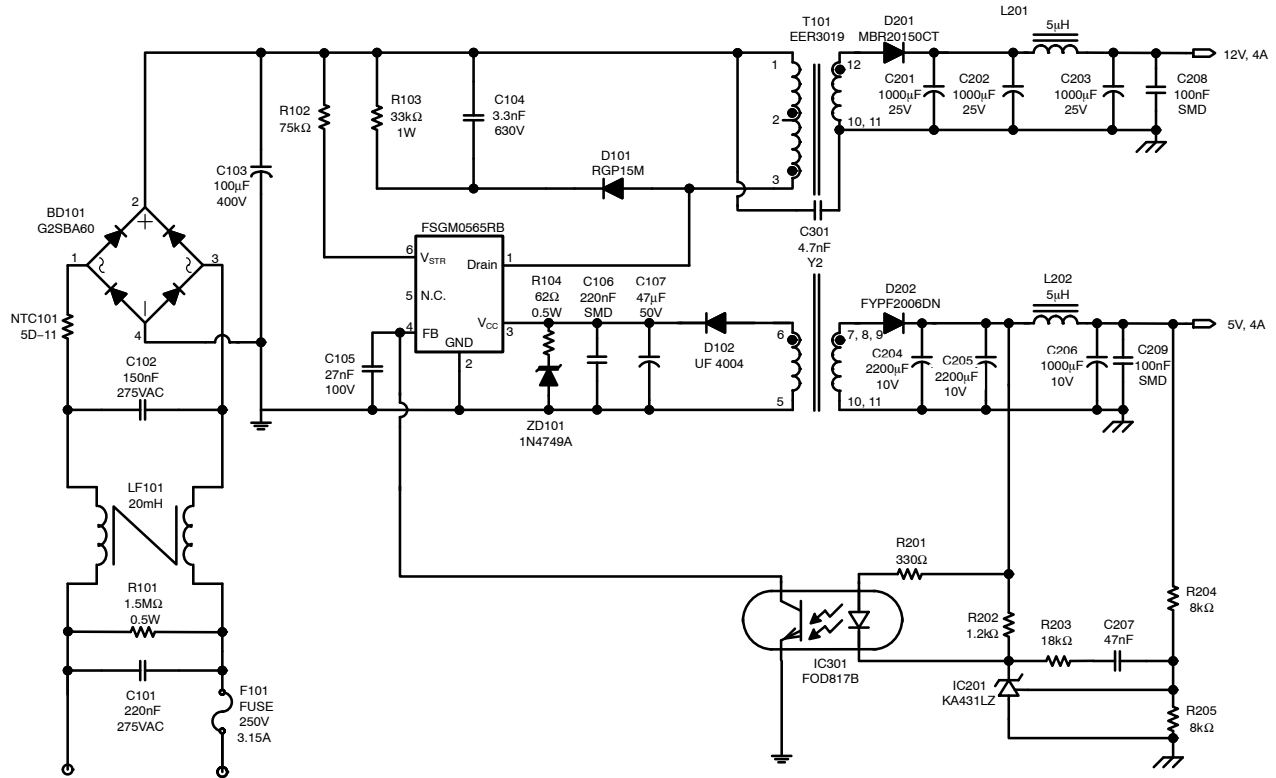 T101
EER3019
D201
MBR20150CT
L201
5µH
1
2
3
12
10, 11
C201
1000µF
25V
C202
1000µF
25V
C203
1000µF
25V
C208
100nF
SMD
12V, 4A
R102
75kΩ
R103
33kΩ
1W
C104
3.3nF
630V
D101
RGP15M
C103
100µF
400V
C301
4.7nF
Y2
BD101
G2SBA60
2
+
1
3
4
−
~
~
NTC101
5D−11
FSGM0565RB
6
VSTR
Drain
1
5
N.C.
4
FB
VCC
3
GND
2
R104
62Ω
0.5W
C106
220nF
SMD
C107
47µF
50V
D102
UF 4004
6
5
D202
FYPF2006DN
7, 8, 9
10, 11
L202
5µH
5V, 4A
C204
2200µF
10V
C205
2200µF
10V
C206
1000µF
10V
C209
100nF
SMD
C105
27nF
100V
ZD101
1N4749A
C102
150nF
275VAC
LF101
20mH
R101
1.5MΩ
0.5W
C101
220nF
275VAC
F101
FUSE
250V
3.15A
R201
330Ω
R202
1.2kΩ
R203
18kΩ
C207
47nF
R204
8kΩ
IC301
FOD817B
IC201
KA431LZ
R205
8kΩ